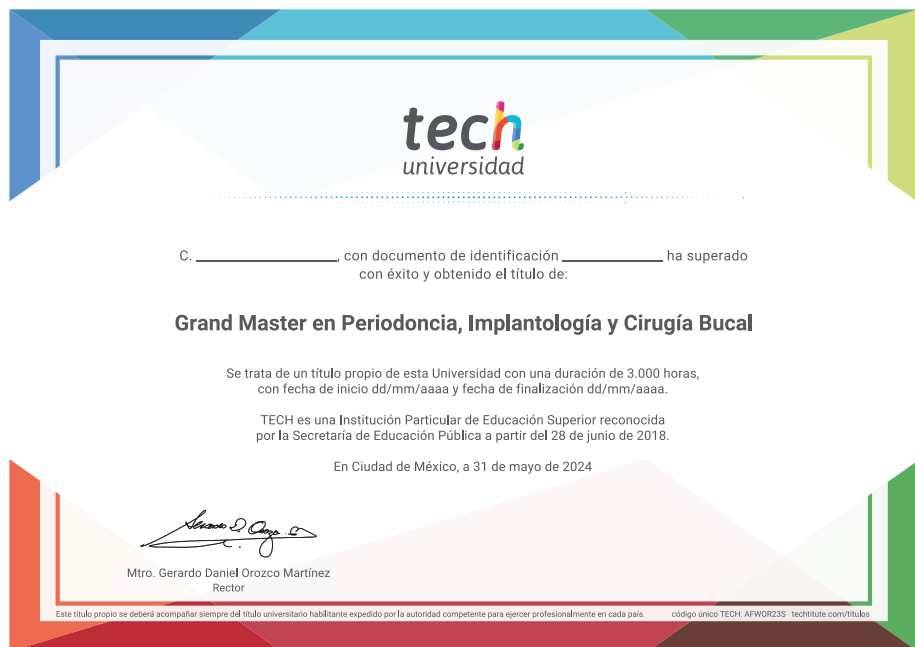 tech
universidad
C. ____________________, con documento de identificación ______________ ha superado
con éxito y obtenido el título de:
Grand Master en Periodoncia, Implantología y Cirugía Bucal
Se trata de un título propio de esta Universidad con una duración de 3.000 horas,
con fecha de inicio dd/mm/aaaa y fecha de finalización dd/mm/aaaa.
TECH es una Institución Particular de Educación Superior reconocida
por la Secretaría de Educación Pública a partir del 28 de junio de 2018.
En Ciudad de México, a 31 de mayo de 2024
Mtro. Gerardo Daniel Orozco Martínez
Rector
Este título propio se deberá acompañar siempre del título universitario habilitante expedido por la autoridad competente para ejercer profesionalmente en cada país. código único TECH: AFWOR23S techtitute.com/titulos